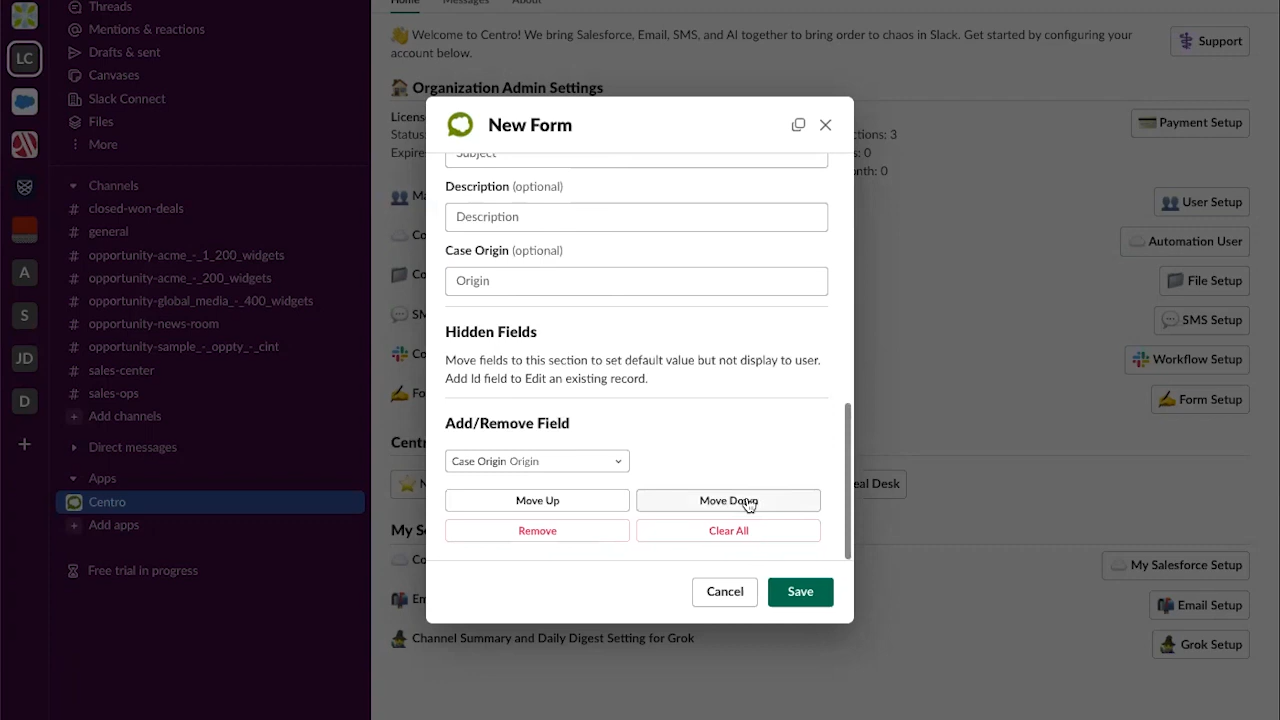 Threads
Mentions & reactions
Drafts & sent
Canvases
Slack Connect
Files
More
Channels
# closed-won-deals
# general
# opportunity-acme_-_1_200_widgets
# opportunity-acme_-_200_widgets
# opportunity-global_media_-_400_widgets
# opportunity-news-room
# opportunity-sample_-_oppty_-_cint
# sales-center
# sales-ops
+ Add channels
Direct messages
Apps
Centro
+ Add apps
Free trial in progress
LC
A
S
JD
D
+
Home Messages About
Welcome to Centro! We bring Salesforce, Email, SMS, and AI together to bring order to chaos in Slack. Get started by configuring your
account below.
Support
Organization Admin Settings
Payment Setup
User Setup
Automation User
File Setup
SMS Setup
Workflow Setup
Form Setup
My Salesforce Setup
Email Setup
Channel Summary and Daily Digest Setting for Grok
Grok Setup
New Form
Subject
Description (optional)
Description
Case Origin (optional)
Origin
Hidden Fields
Move fields to this section to set default value but not display to user.
Add Id field to Edit an existing record.
Add/Remove Field
Case Origin Origin
Move Up
Move Down
Remove
Clear All
Cancel
Save